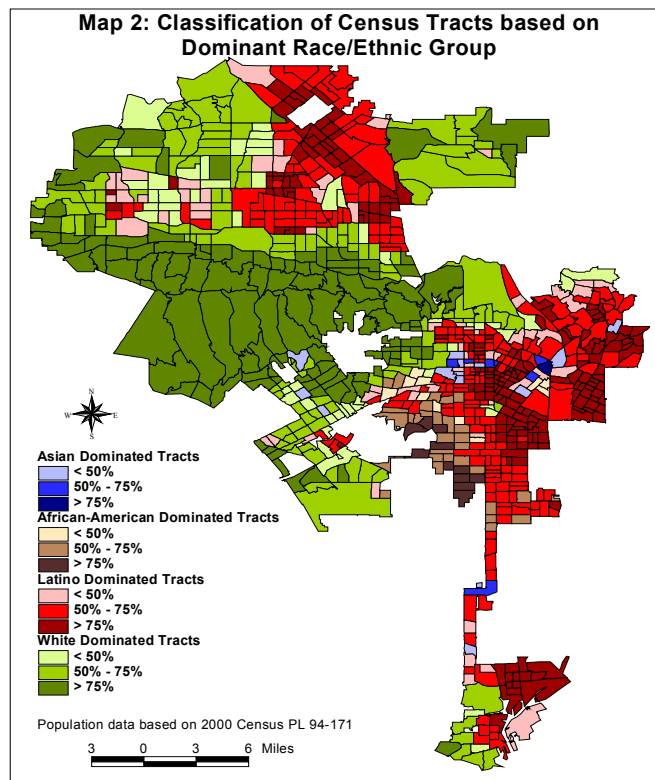 Map 2: Classification of Census Tracts based on
Dominant Race/Ethnic Group
N
W E
S
Asian Dominated Tracts
< 50%
50% - 75%
> 75%
African-American Dominated Tracts
< 50%
50% - 75%
> 75%
Latino Dominated Tracts
< 50%
50% - 75%
> 75%
White Dominated Tracts
< 50%
50% - 75%
> 75%
Population data based on 2000 Census PL 94-171
3 0 3 6 Miles